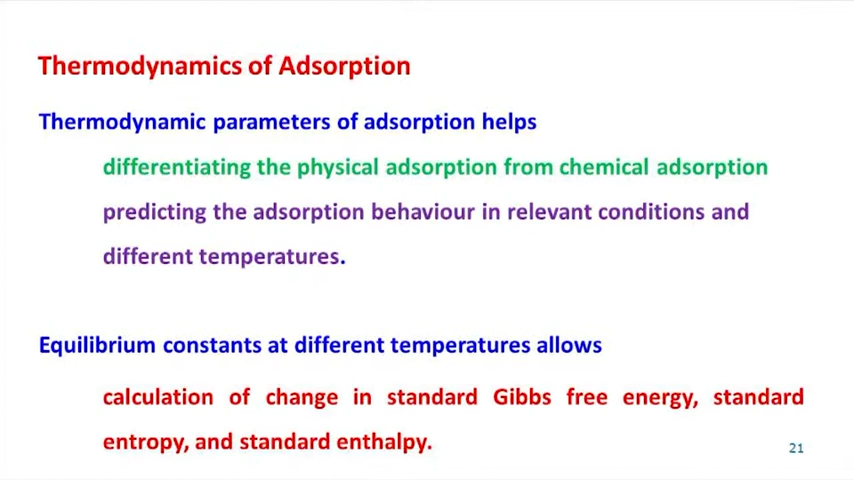 Thermodynamics of Adsorption
Thermodynamic parameters of adsorption helps
differentiating the physical adsorption from chemical adsorption
predicting the adsorption behaviour in relevant conditions and
different temperatures.
Equilibrium constants at different temperatures allows
calculation of change in standard Gibbs free energy, standard
entropy, and standard enthalpy.
21